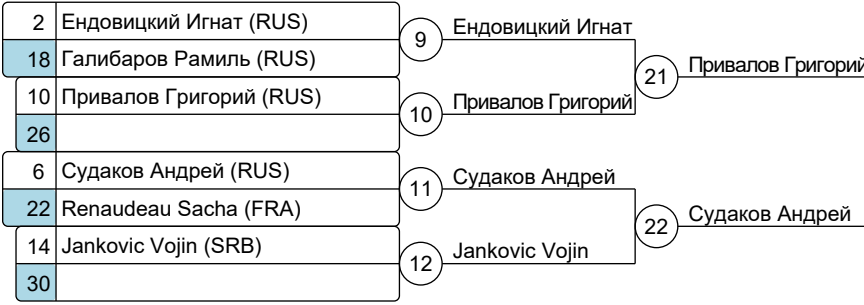 2 Ендовицкий Игнат (RUS)
18 Галибаров Рамиль (RUS)
9 Ендовицкий Игнат
10 Привалов Григорий (RUS)
26
10 Привалов Григорий
21 Привалов Григорий
6 Судаков Андрей (RUS)
22 Renaudeau Sacha (FRA)
11 Судаков Андрей
14 Jankovic Vojin (SRB)
30
12 Jankovic Vojin
22 Судаков Андрей